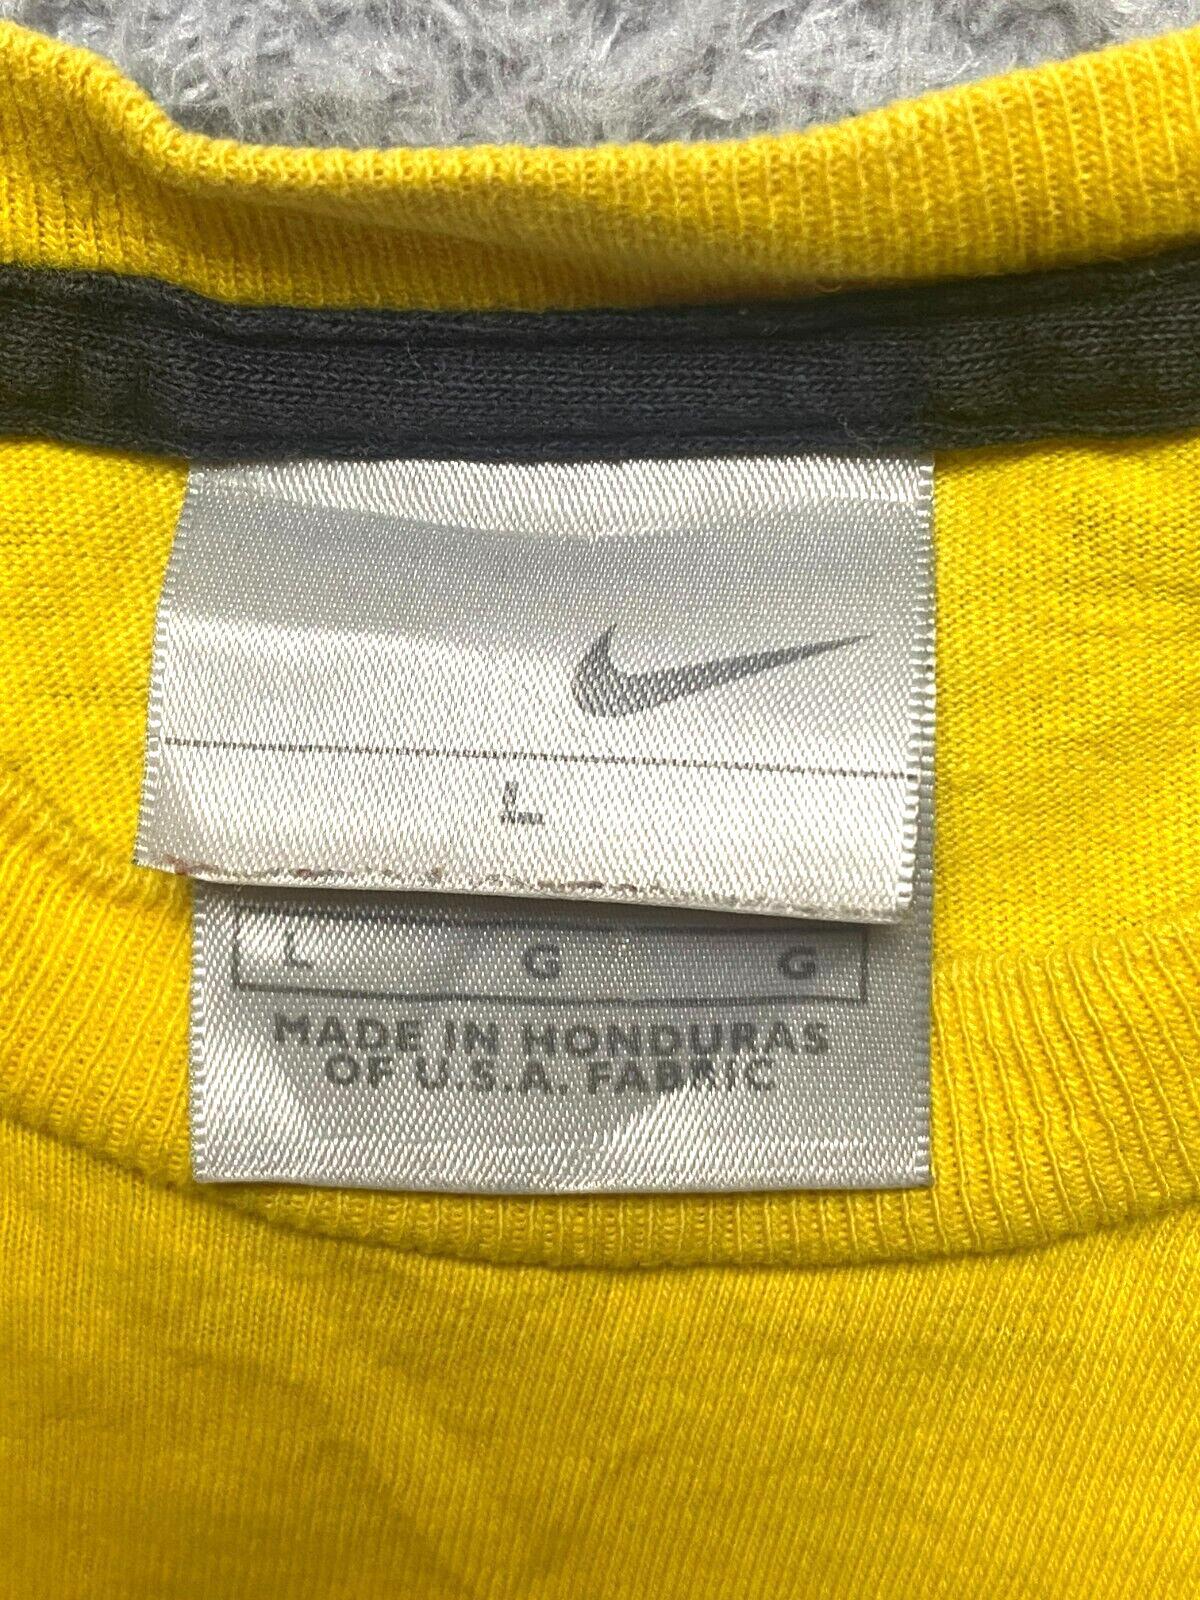 L
L G G
MADE IN HONDURAS
OF U.S.A. FABRIC